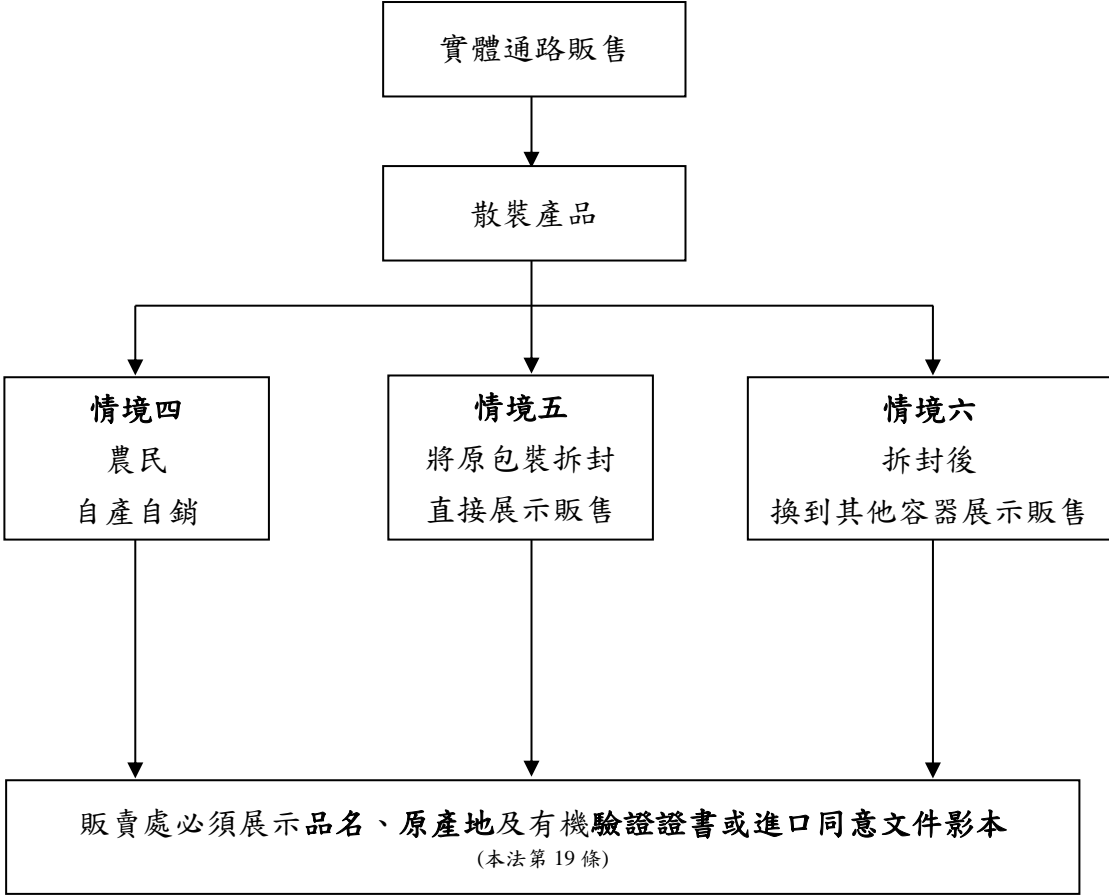 實體通路販售
散裝產品
情境四
農民
自產自銷
情境五
將原包裝拆封
直接展示販售
情境六
拆封後
換到其他容器展示販售
販賣處必須展示品名、原產地及有機驗證證書或進口同意文件影本
(本法第 19 條)